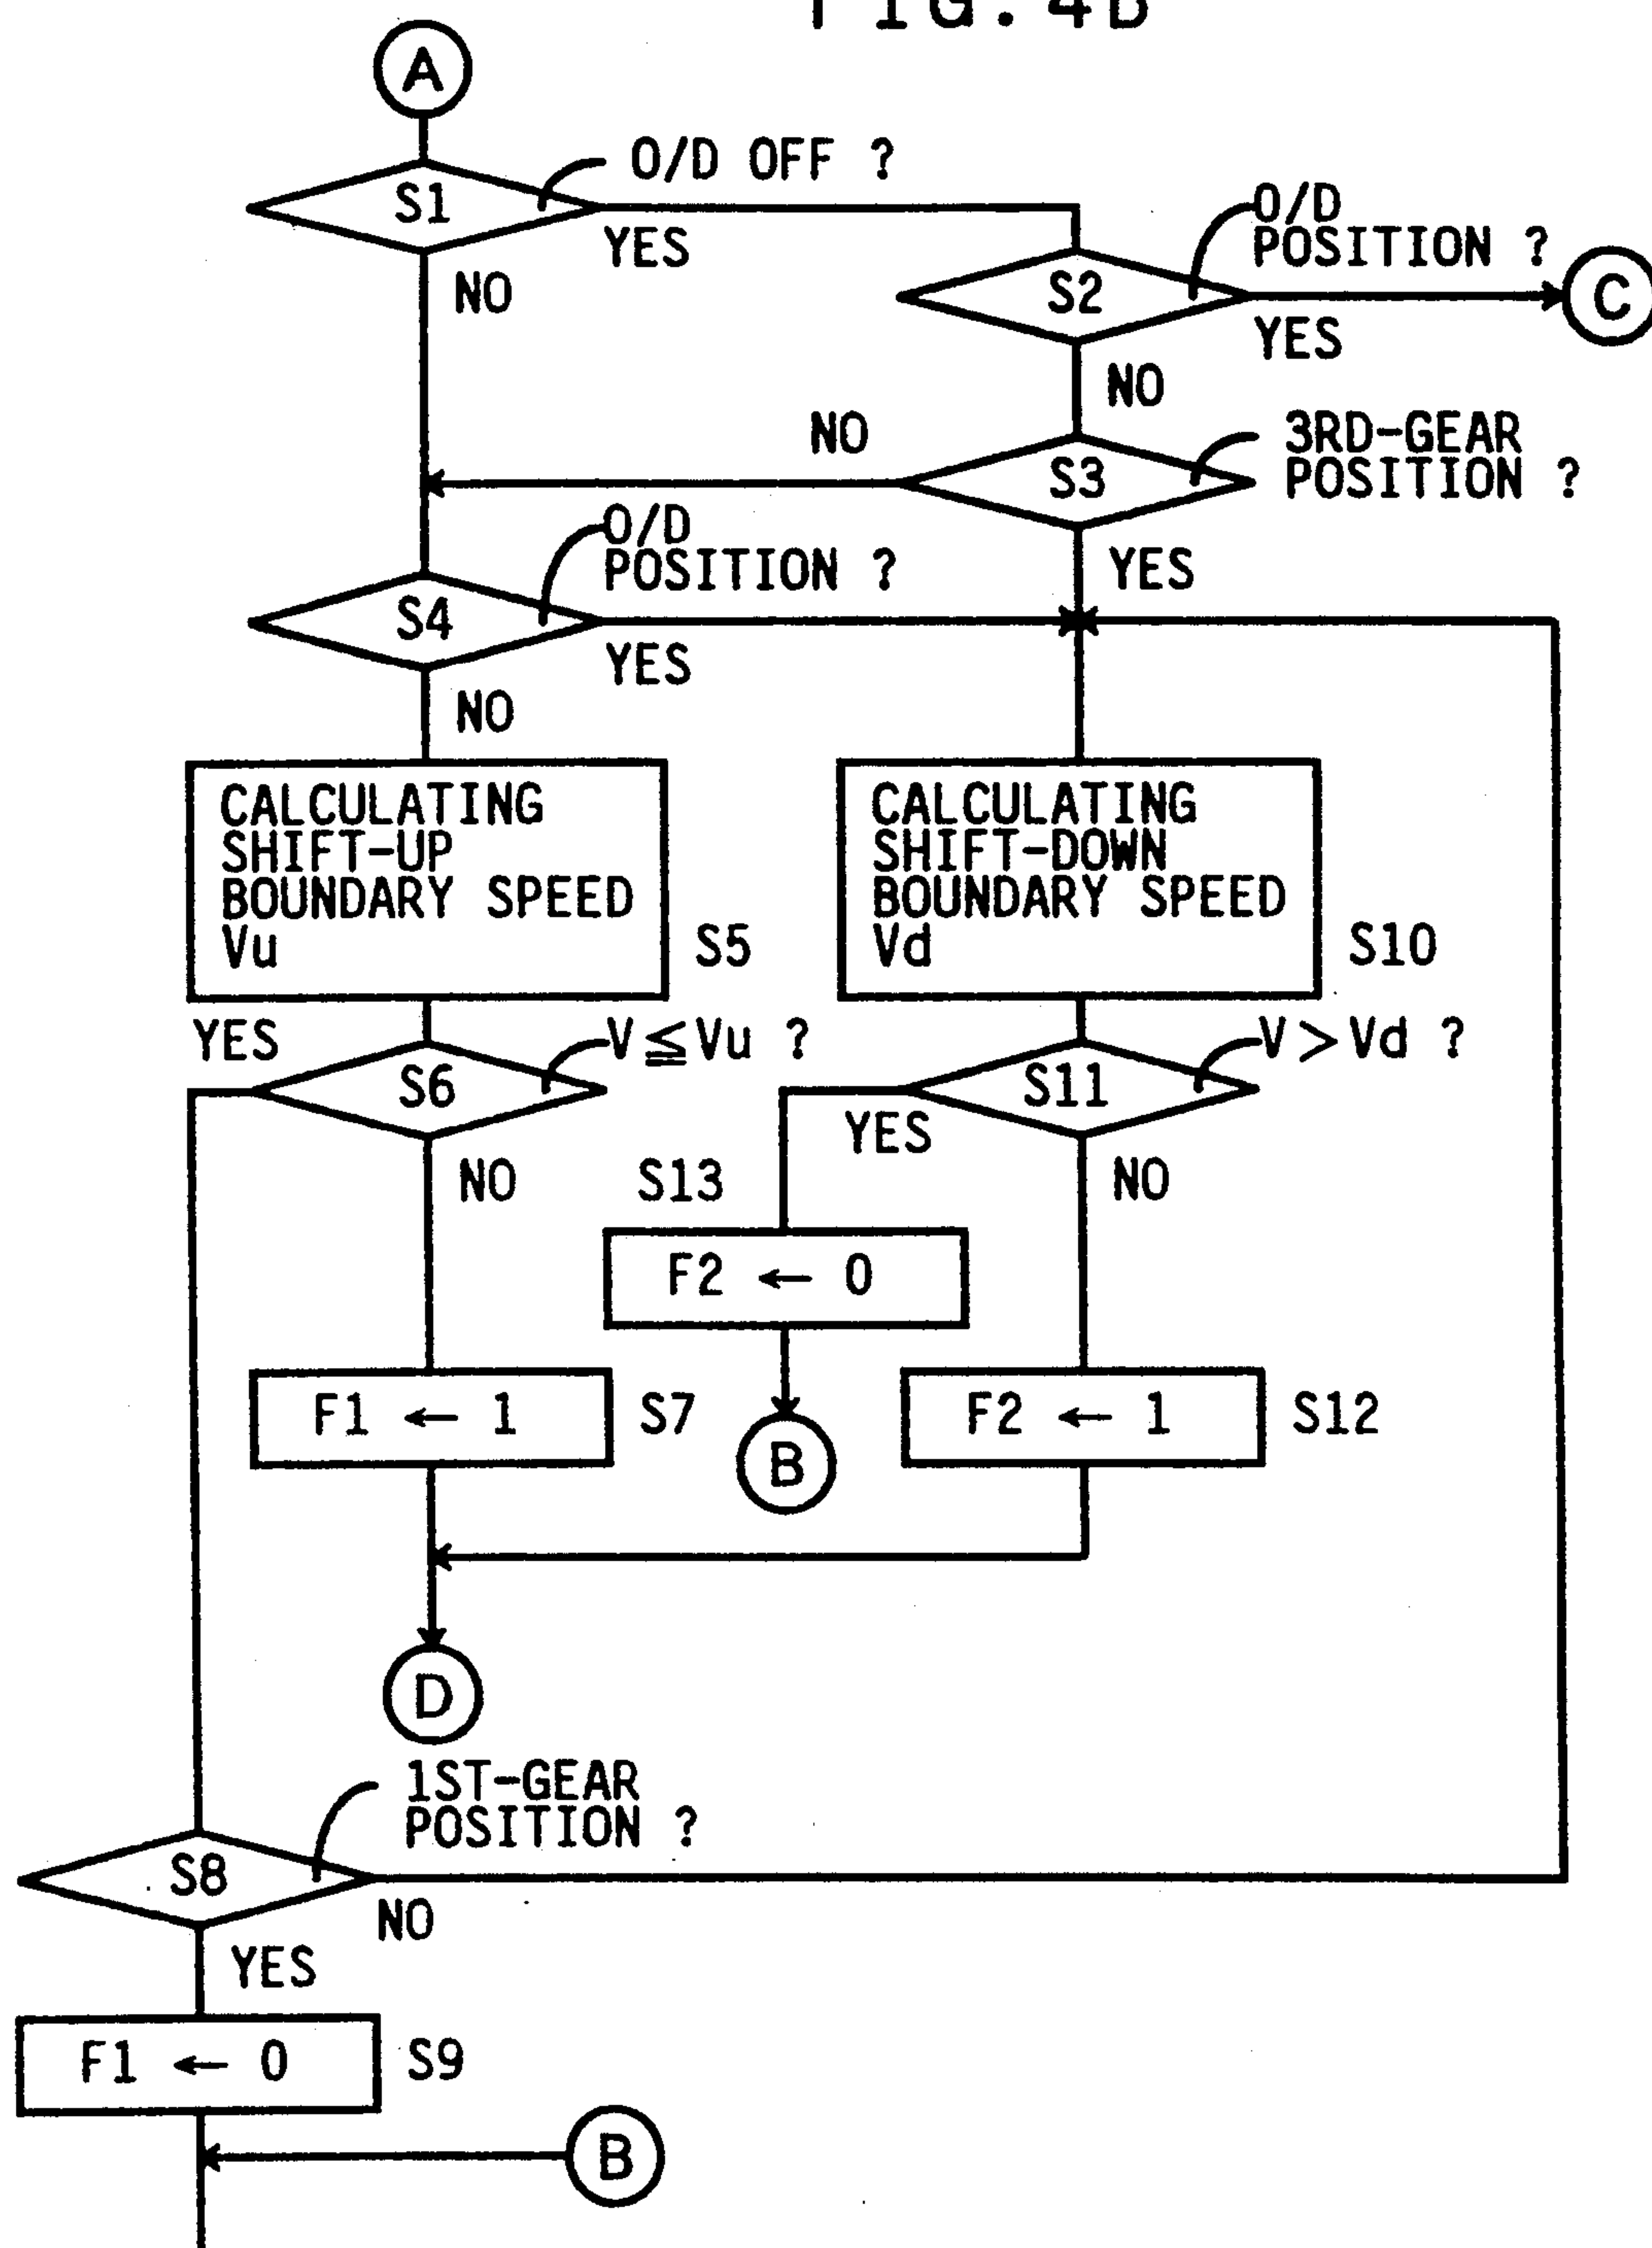 FIG. 4B
A
O/D OFF ?
S1
YES
NO
O/D
POSITION ?
S2
C
YES
NO
NO
3RD-GEAR
POSITION ?
S3
O/D
POSITION ?
YES
S4
YES
NO
CALCULATING
SHIFT-UP
BOUNDARY SPEED
Vu
S5
CALCULATING
SHIFT-DOWN
BOUNDARY SPEED
Vd
S10
YES
V ≦ Vu ?
S6
NO
V > Vd ?
S11
YES
NO
S13
F2 ← 0
B
F1 ← 1
S7
F2 ← 1
S12
D
1ST-GEAR
POSITION ?
S8
NO
YES
F1 ← 0
S9
B